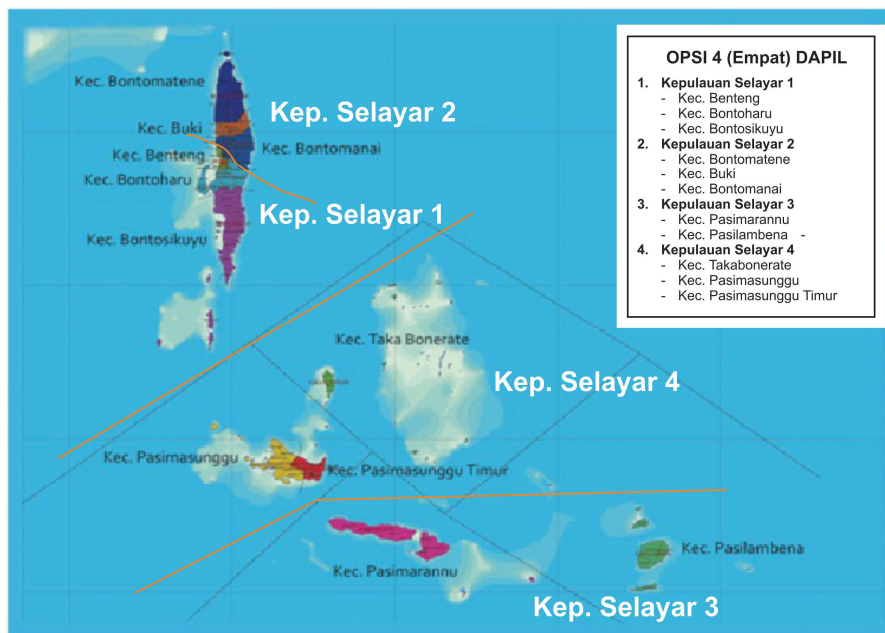 OPSI 4 (Empat) DAPIL
1. Kepulauan Selayar 1
- Kec. Benteng
- Kec. Bontoharu
- Kec. Bontosikuyu
2. Kepulauan Selayar 2
- Kec. Bontomatene
- Kec. Buki
- Kec. Bontomanai
3. Kepulauan Selayar 3
- Kec. Pasimarannu
- Kec. Pasilambena -
4. Kepulauan Selayar 4
- Kec. Takabonerate
- Kec. Pasimasunggu
- Kec. Pasimasunggu Timur
Kec. Bontomatene
Kep. Selayar 2
Kec. Buki
Kec. Bontomanai
Kec. Benteng
Kec. Bontoharu
Kep. Selayar 1
Kec. Bontosikuyu
Kec. Taka Bonerate
Kep. Selayar 4
Kec. Pasimasunggu
Kec. Pasimasunggu Timur
Kec. Pasilambena
Kec. Pasimarannu
Kep. Selayar 3